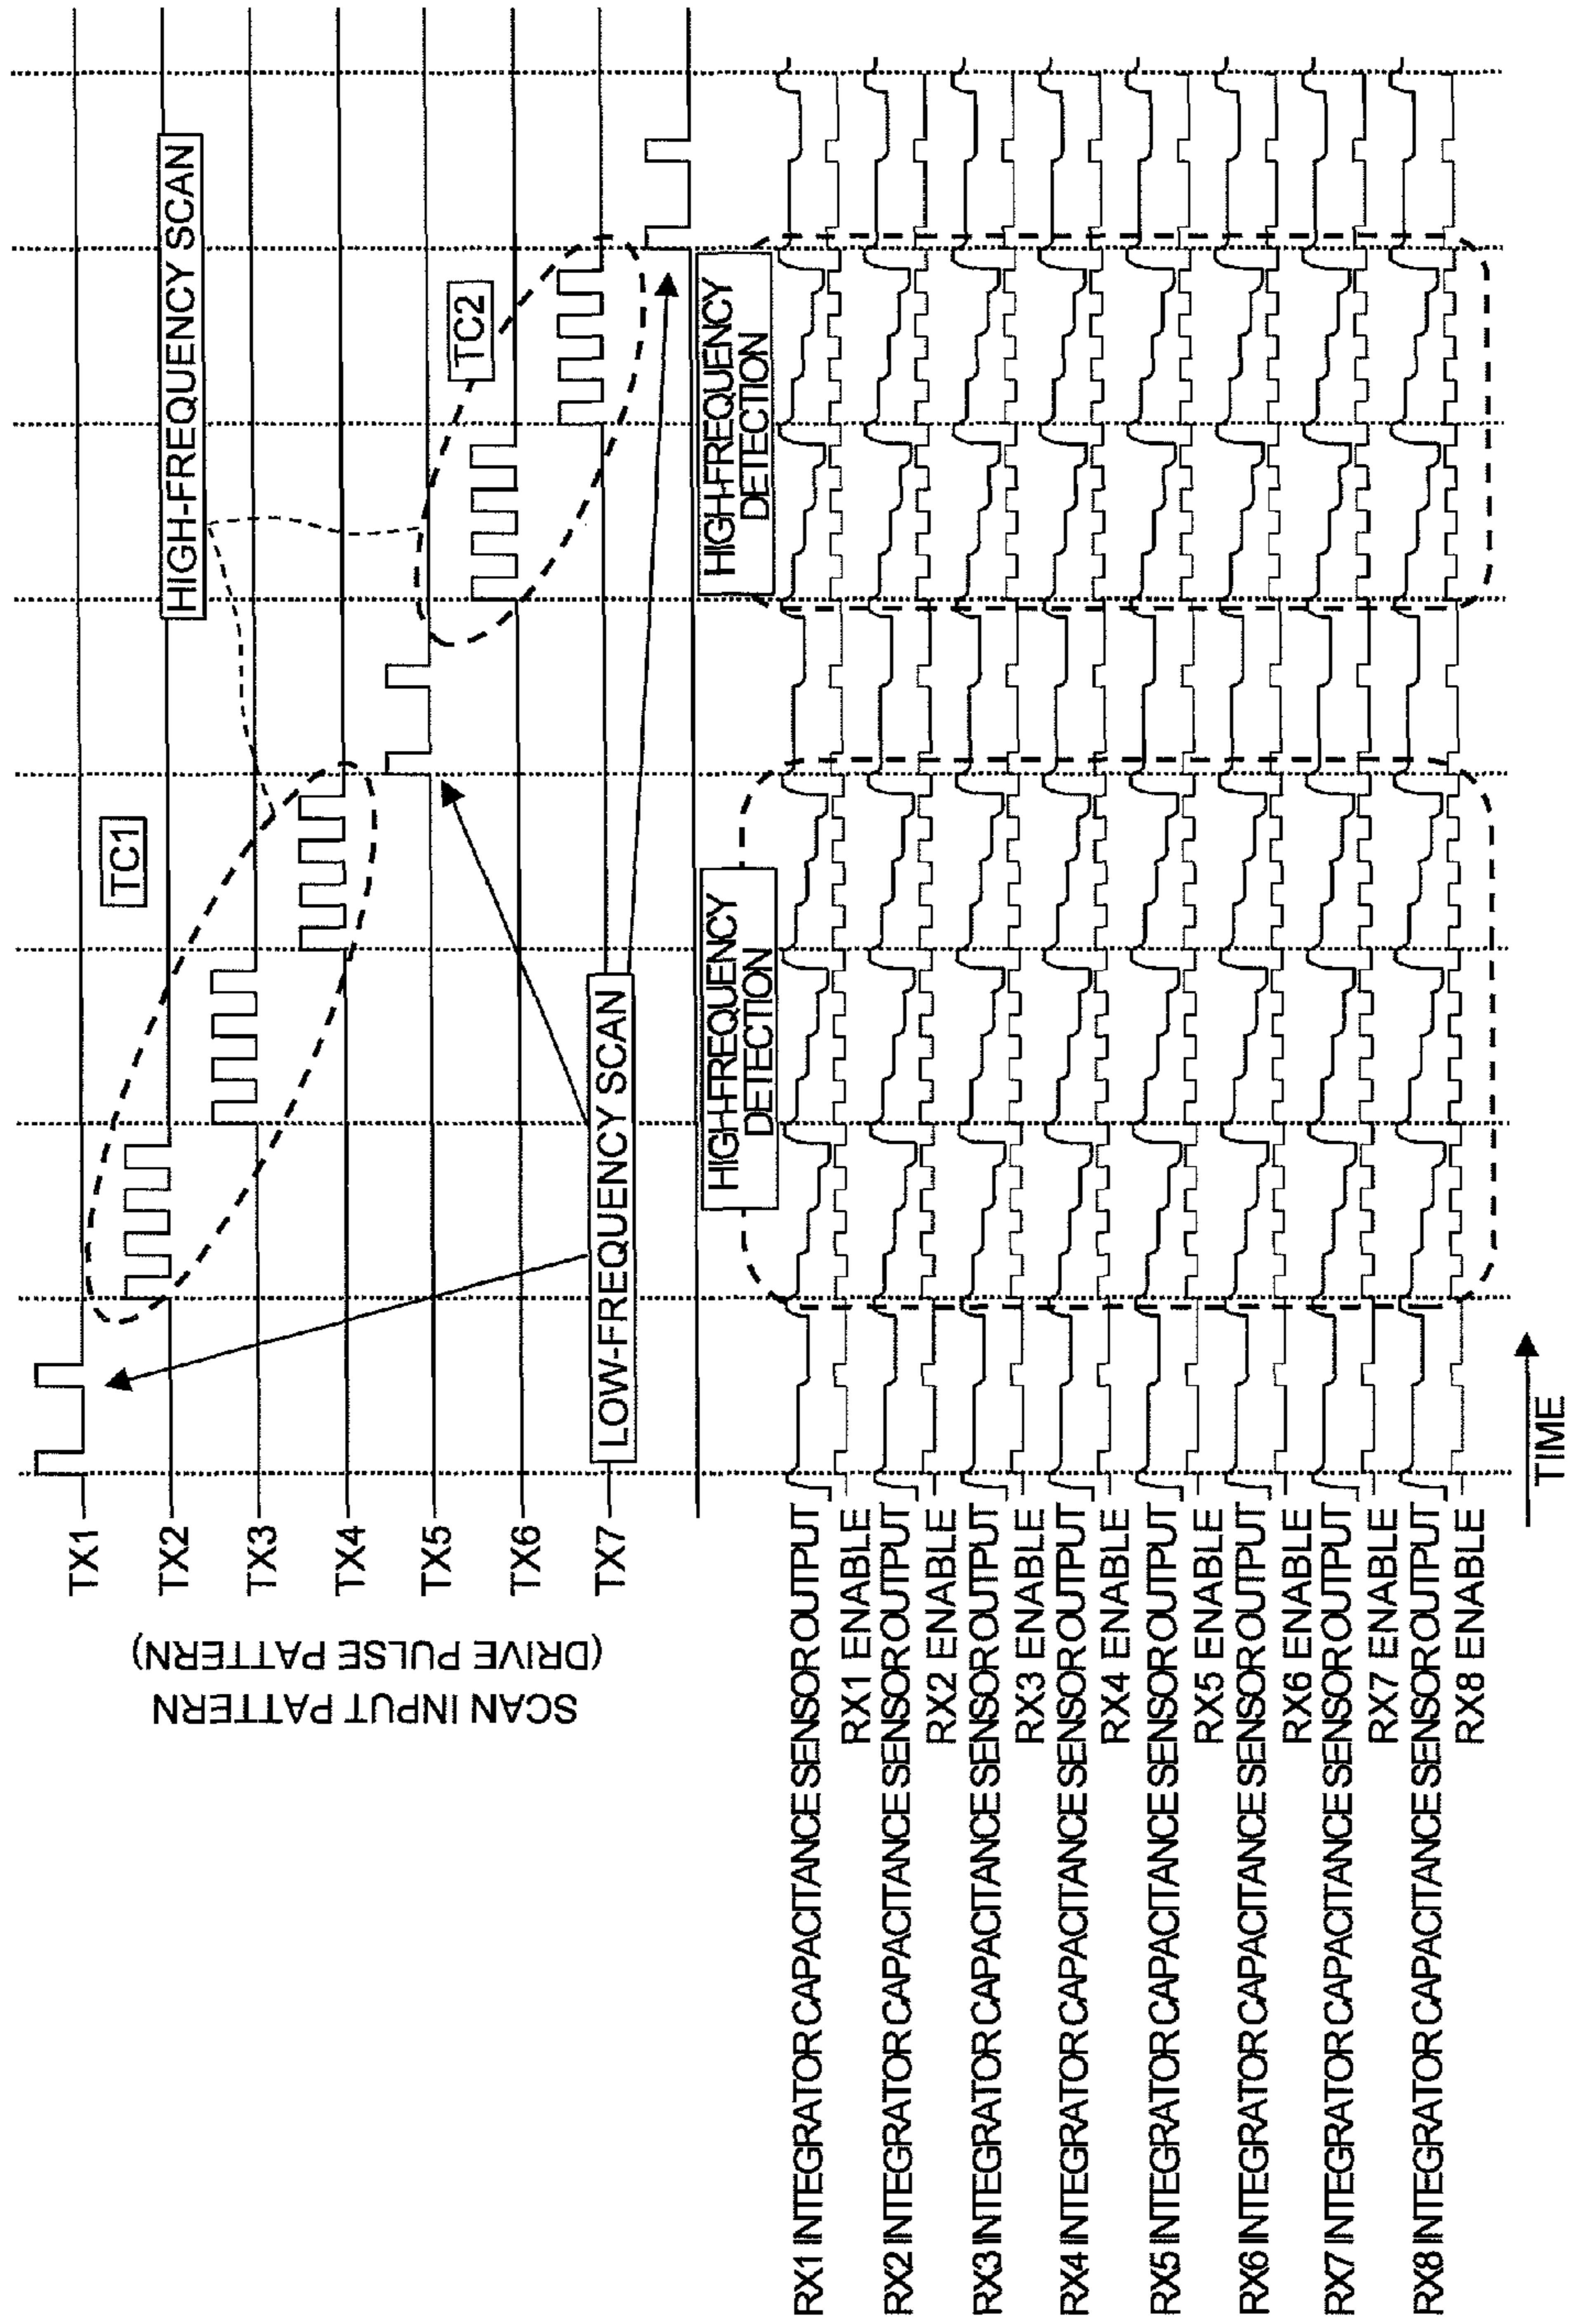 SCAN INPUT PATTERN
(DRIVE PULSE PATTERN)
TX1
TX2
TX3
TX4
TX5
TX6
TX7
TC1
HIGH-FREQUENCY SCAN
TC2
LOW-FREQUENCY SCAN
HIGH-FREQUENCY
DETECTION
HIGH-FREQUENCY
DETECTION
RX1 INTEGRATOR CAPACITANCE SENSOR OUTPUT
RX1 ENABLE
RX2 INTEGRATOR CAPACITANCE SENSOR OUTPUT
RX2 ENABLE
RX3 INTEGRATOR CAPACITANCE SENSOR OUTPUT
RX3 ENABLE
RX4 INTEGRATOR CAPACITANCE SENSOR OUTPUT
RX4 ENABLE
RX5 INTEGRATOR CAPACITANCE SENSOR OUTPUT
RX5 ENABLE
RX6 INTEGRATOR CAPACITANCE SENSOR OUTPUT
RX6 ENABLE
RX7 INTEGRATOR CAPACITANCE SENSOR OUTPUT
RX7 ENABLE
RX8 INTEGRATOR CAPACITANCE SENSOR OUTPUT
RX8 ENABLE
TIME